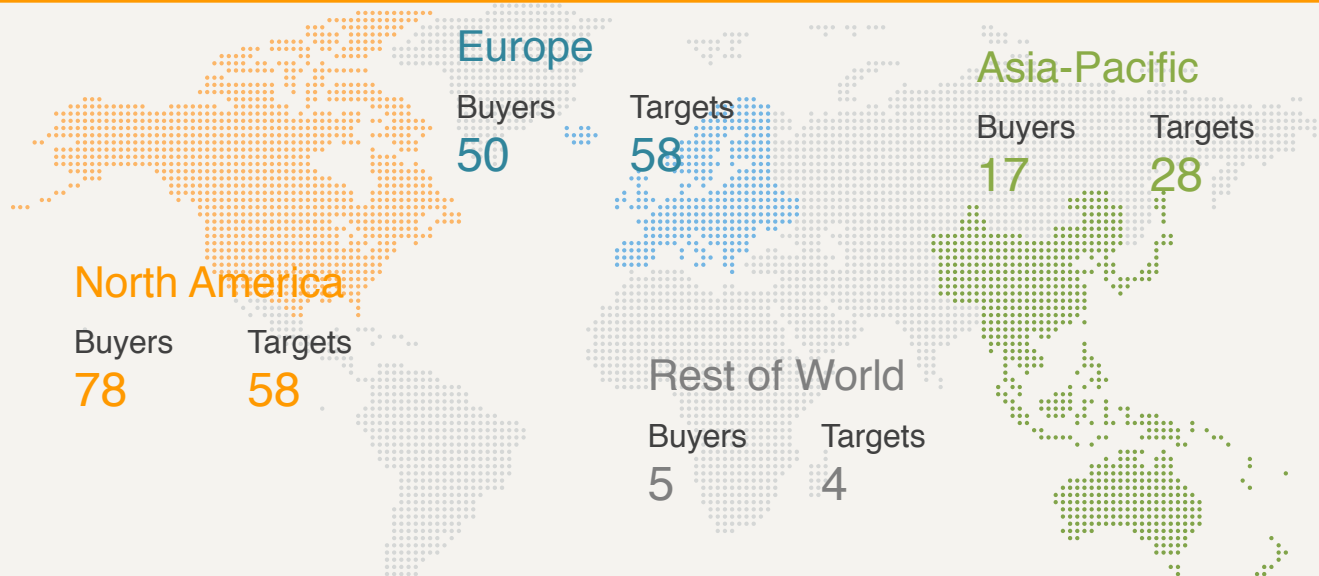 Europe
Buyers Targets
50 58
Asia-Pacific
Buyers Targets
17 28
North America
Buyers Targets
78 58
Rest of World
Buyers Targets
5 4